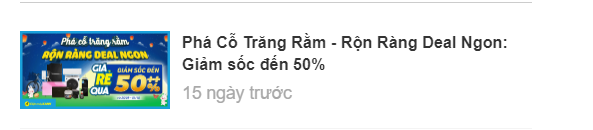 Phá cỗ trăng rằm
RỘN RÀNG DEAL NGON
GIÁ
RẺ
QUÁ
GIẢM SỐC ĐẾN
50%
Phá Cỗ Trăng Rằm - Rộn Ràng Deal Ngon:
Giảm sốc đến 50%
15 ngày trước